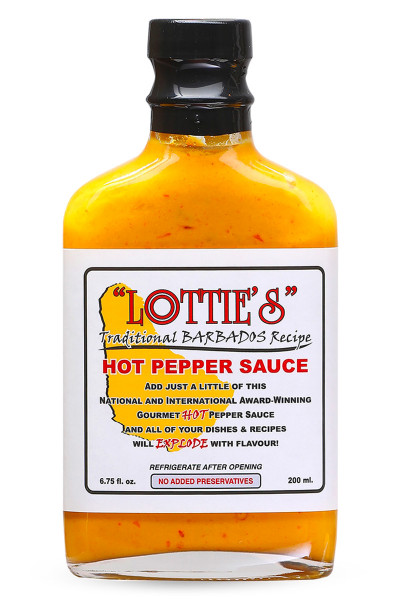 "LOTTIE'S"
Traditional BARBADOS Recipe
HOT PEPPER SAUCE
ADD JUST A LITTLE OF THIS
NATIONAL AND INTERNATIONAL AWARD-WINNING
GOURMET HOT PEPPER SAUCE
AND ALL OF YOUR DISHES & RECIPES
WILL EXPLODE WITH FLAVOUR!
REFRIGERATE AFTER OPENING
6.75 fl. oz. NO ADDED PRESERVATIVES 200 ml.